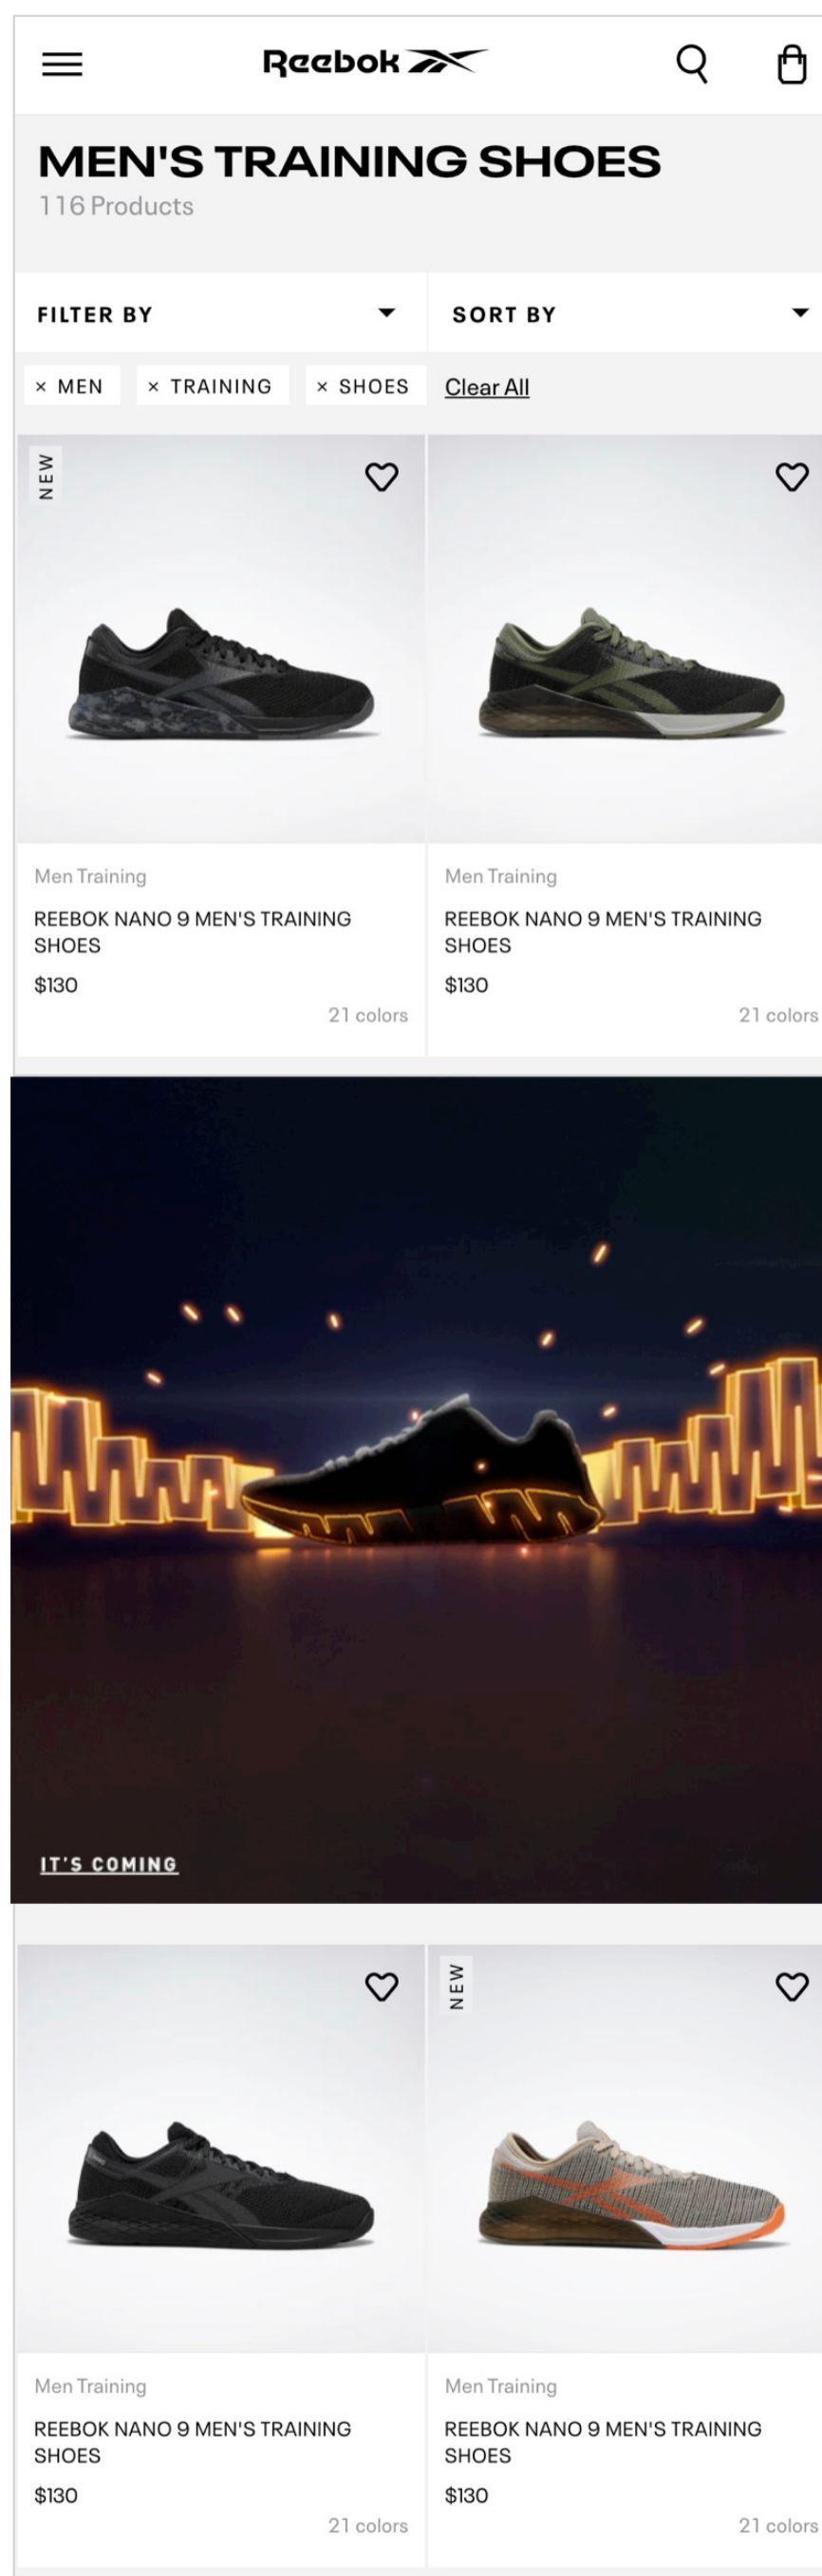 Reebok
MEN'S TRAINING SHOES
116 Products
FILTER BY
SORT BY
× MEN
× TRAINING
× SHOES
Clear All
NEW
Men Training
REEBOK NANO 9 MEN'S TRAINING
SHOES
$130
21 colors
Men Training
REEBOK NANO 9 MEN'S TRAINING
SHOES
$130
21 colors
IT'S COMING
NEW
Men Training
REEBOK NANO 9 MEN'S TRAINING
SHOES
$130
21 colors
Men Training
REEBOK NANO 9 MEN'S TRAINING
SHOES
$130
21 colors